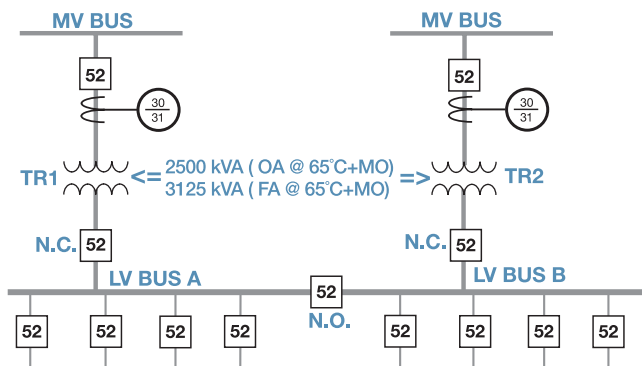 MV BUS
MV BUS
52
52
30
31
30
31
TR1
<= 2500 kVA ( OA @ 65°C+MO) =>
3125 kVA ( FA @ 65°C+MO)
TR2
N.C.
52
N.C.
52
LV BUS A
LV BUS B
52
N.O.
52
52
52
52
52
52
52
52